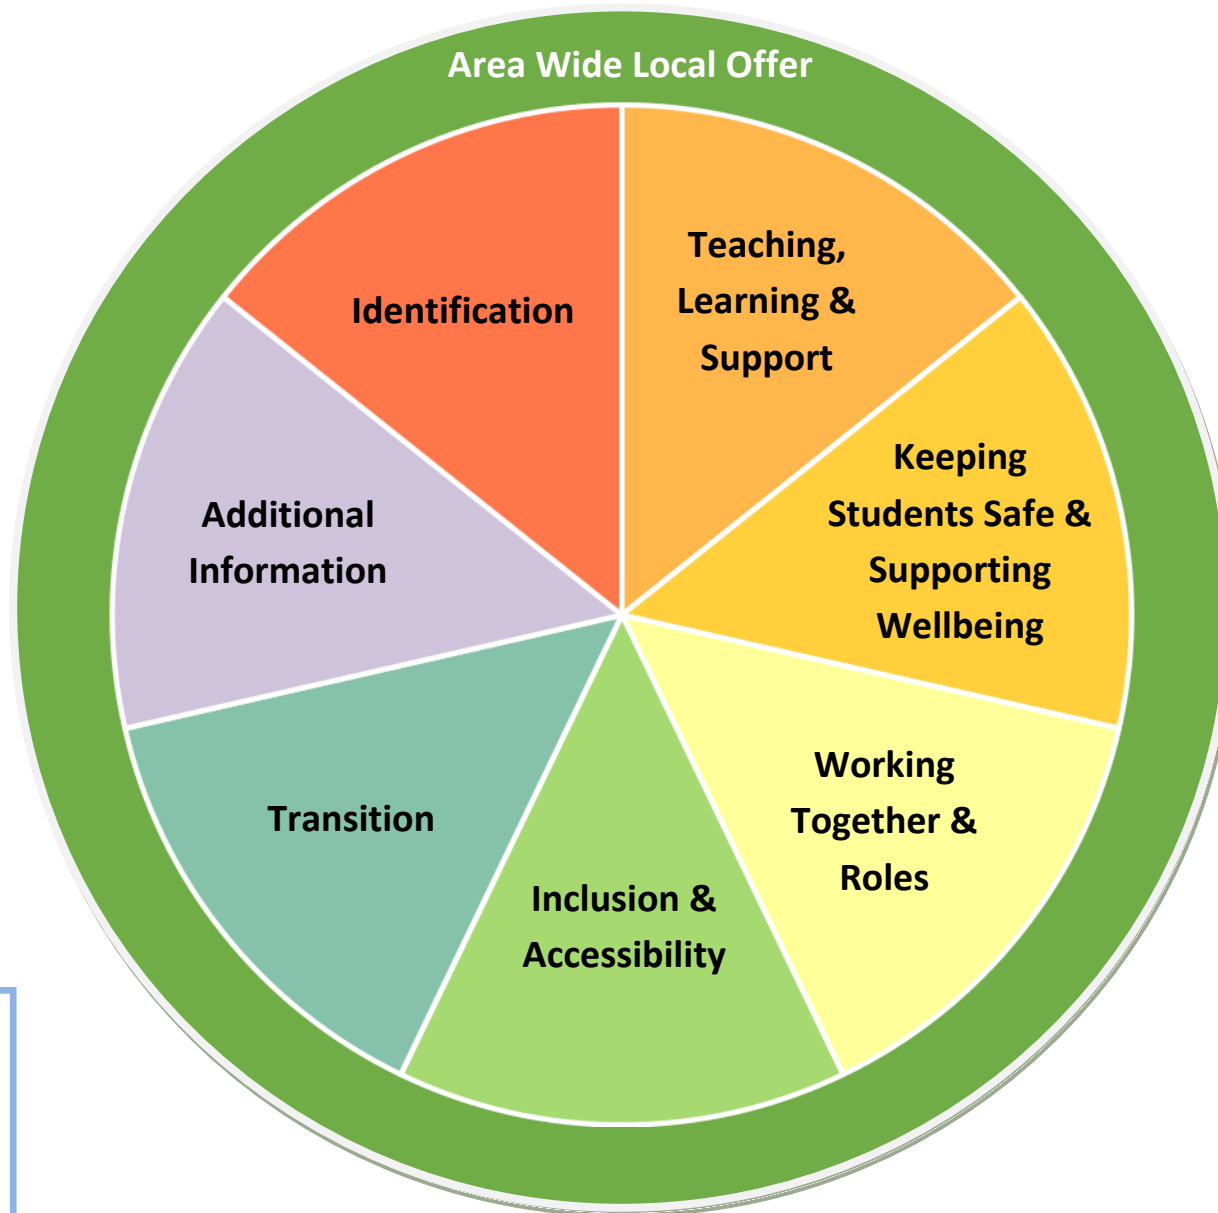 Area Wide Local Offer
Identification
Teaching,
Learning &
Support
Keeping
Students Safe &
Supporting
Wellbeing
Working
Together &
Roles
Inclusion &
Accessibility
Transition
Additional
Information